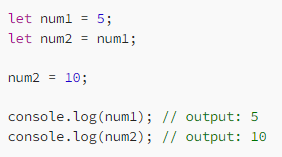 let num1 = 5;
let num2 = num1;
num2 = 10;
console.log(num1); // output: 5
console.log(num2); // output: 10